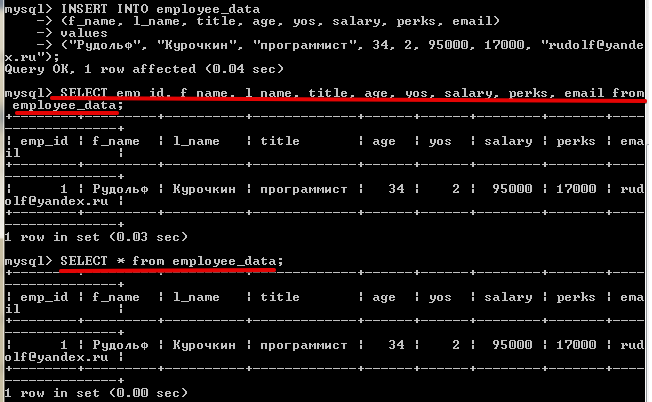 mysql> INSERT INTO employee_data
-> (f_name, l_name, title, age, yos, salary, perks, email)
-> values
-> ("Рудольф", "Курочкин", "программист", 34, 2, 95000, 17000, "rudolf@yande
x.ru");
Query OK, 1 row affected (0.04 sec)
mysql> SELECT emp_id, f_name, l_name, title, age, yos, salary, perks, email from
employee_data;
+--------+---------+----------+-------------+------+------+--------+-------+----
---------------+
| emp_id | f_name | l_name | title | age | yos | salary | perks | ema
il |
+--------+---------+----------+-------------+------+------+--------+-------+----
---------------+
| 1 | Рудольф | Курочкин | программист | 34 | 2 | 95000 | 17000 | rud
olf@yandex.ru |
+--------+---------+----------+-------------+------+------+--------+-------+----
---------------+
1 row in set (0.03 sec)
mysql> SELECT * from employee_data;
+--------+---------+----------+-------------+------+------+--------+-------+----
---------------+
| emp_id | f_name | l_name | title | age | yos | salary | perks | ema
il |
+--------+---------+----------+-------------+------+------+--------+-------+----
---------------+
| 1 | Рудольф | Курочкин | программист | 34 | 2 | 95000 | 17000 | rud
olf@yandex.ru |
+--------+---------+----------+-------------+------+------+--------+-------+----
---------------+
1 row in set (0.00 sec)